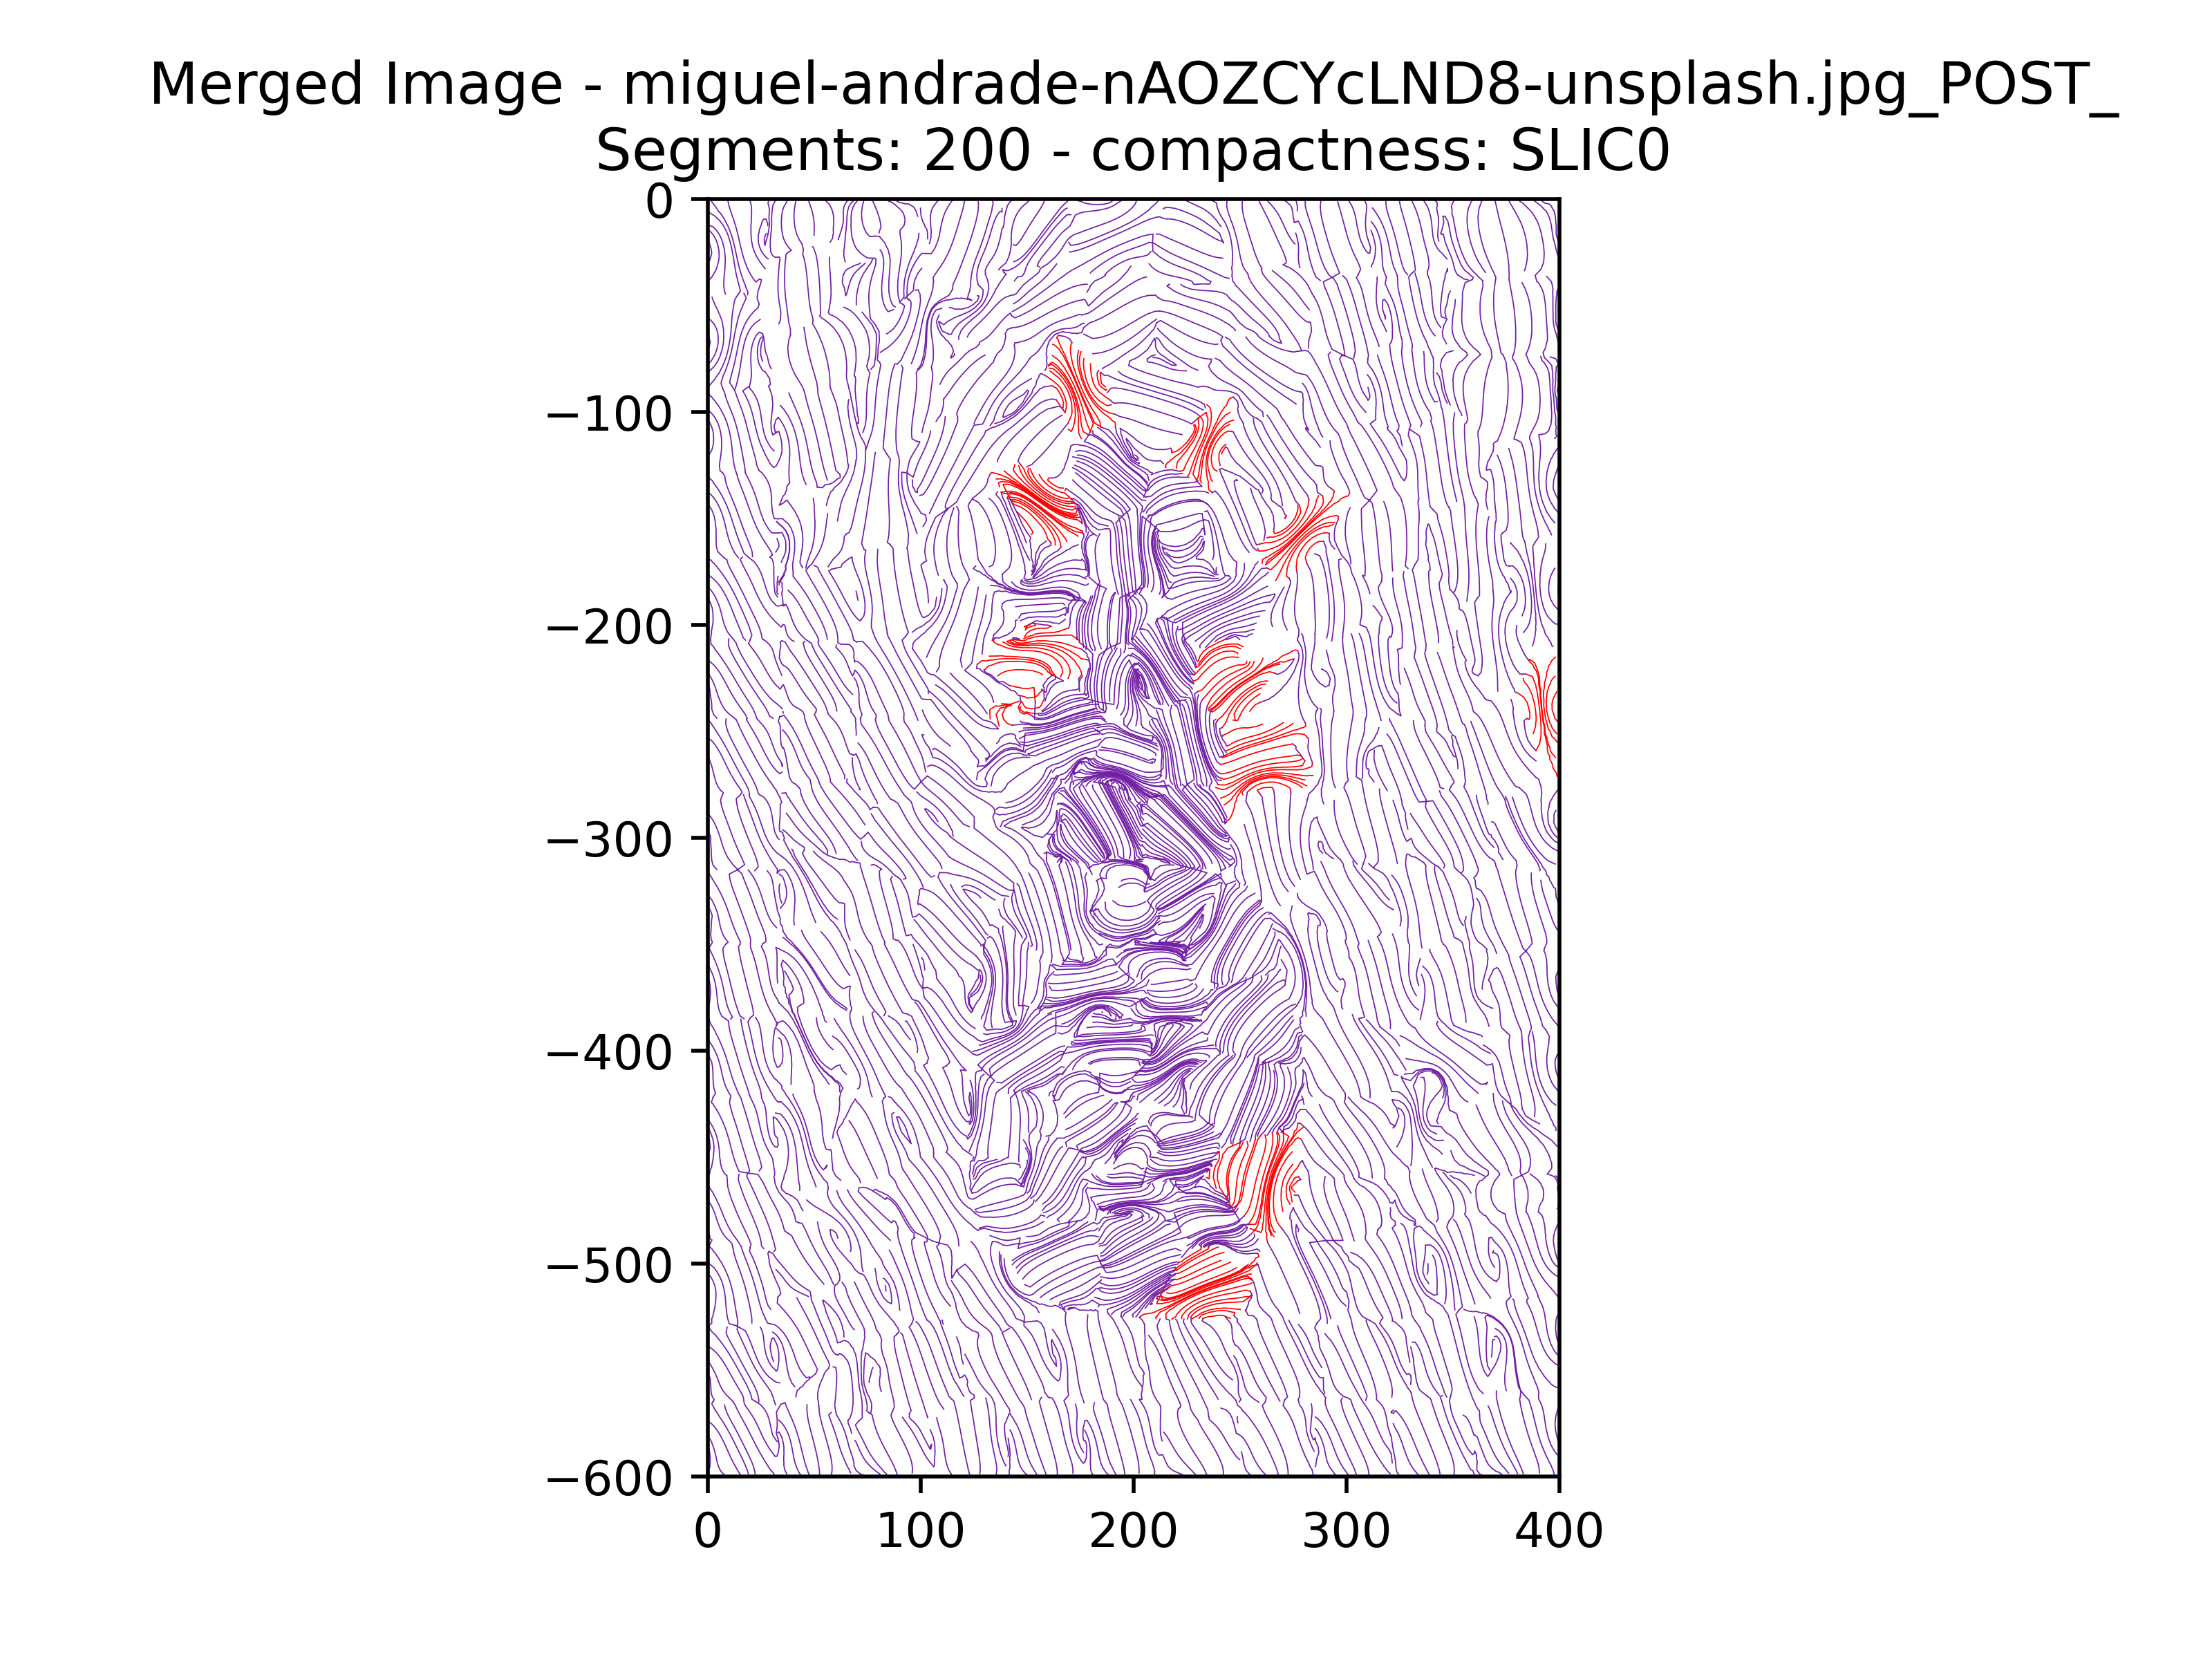 Merged Image - miguel-andrade-nAOZCYcLND8-unsplash.jpg_POST_
Segments: 200 - compactness: SLIC0
0
−100
−200
−300
−400
−500
−600
0 100 200 300 400